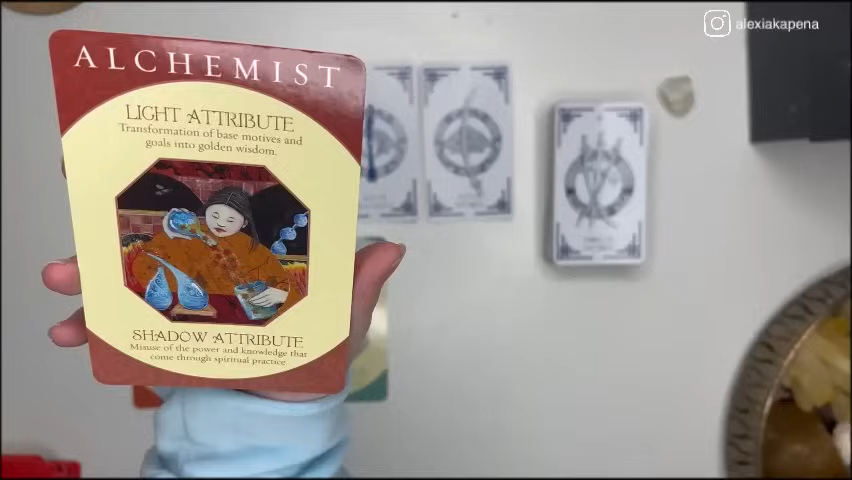 alexiakapena
ALCHEMIST
LIGHT ATTRIBUTE
Transformation of base motives and
goals into golden wisdom.
SHADOW ATTRIBUTE
Misuse of the power and knowledge that
come through spiritual practice